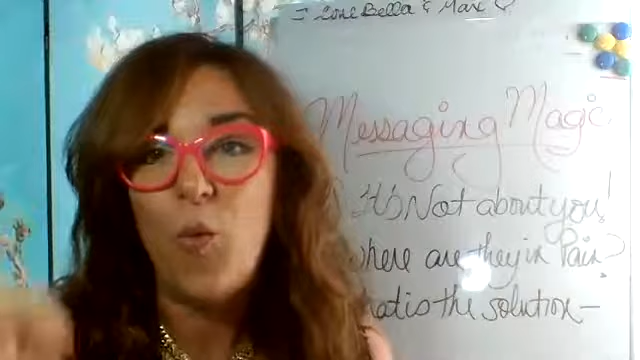 I love Bella & Marc
Messaging Magic
It's Not about you!
where are they in Pain?
what is the solution—